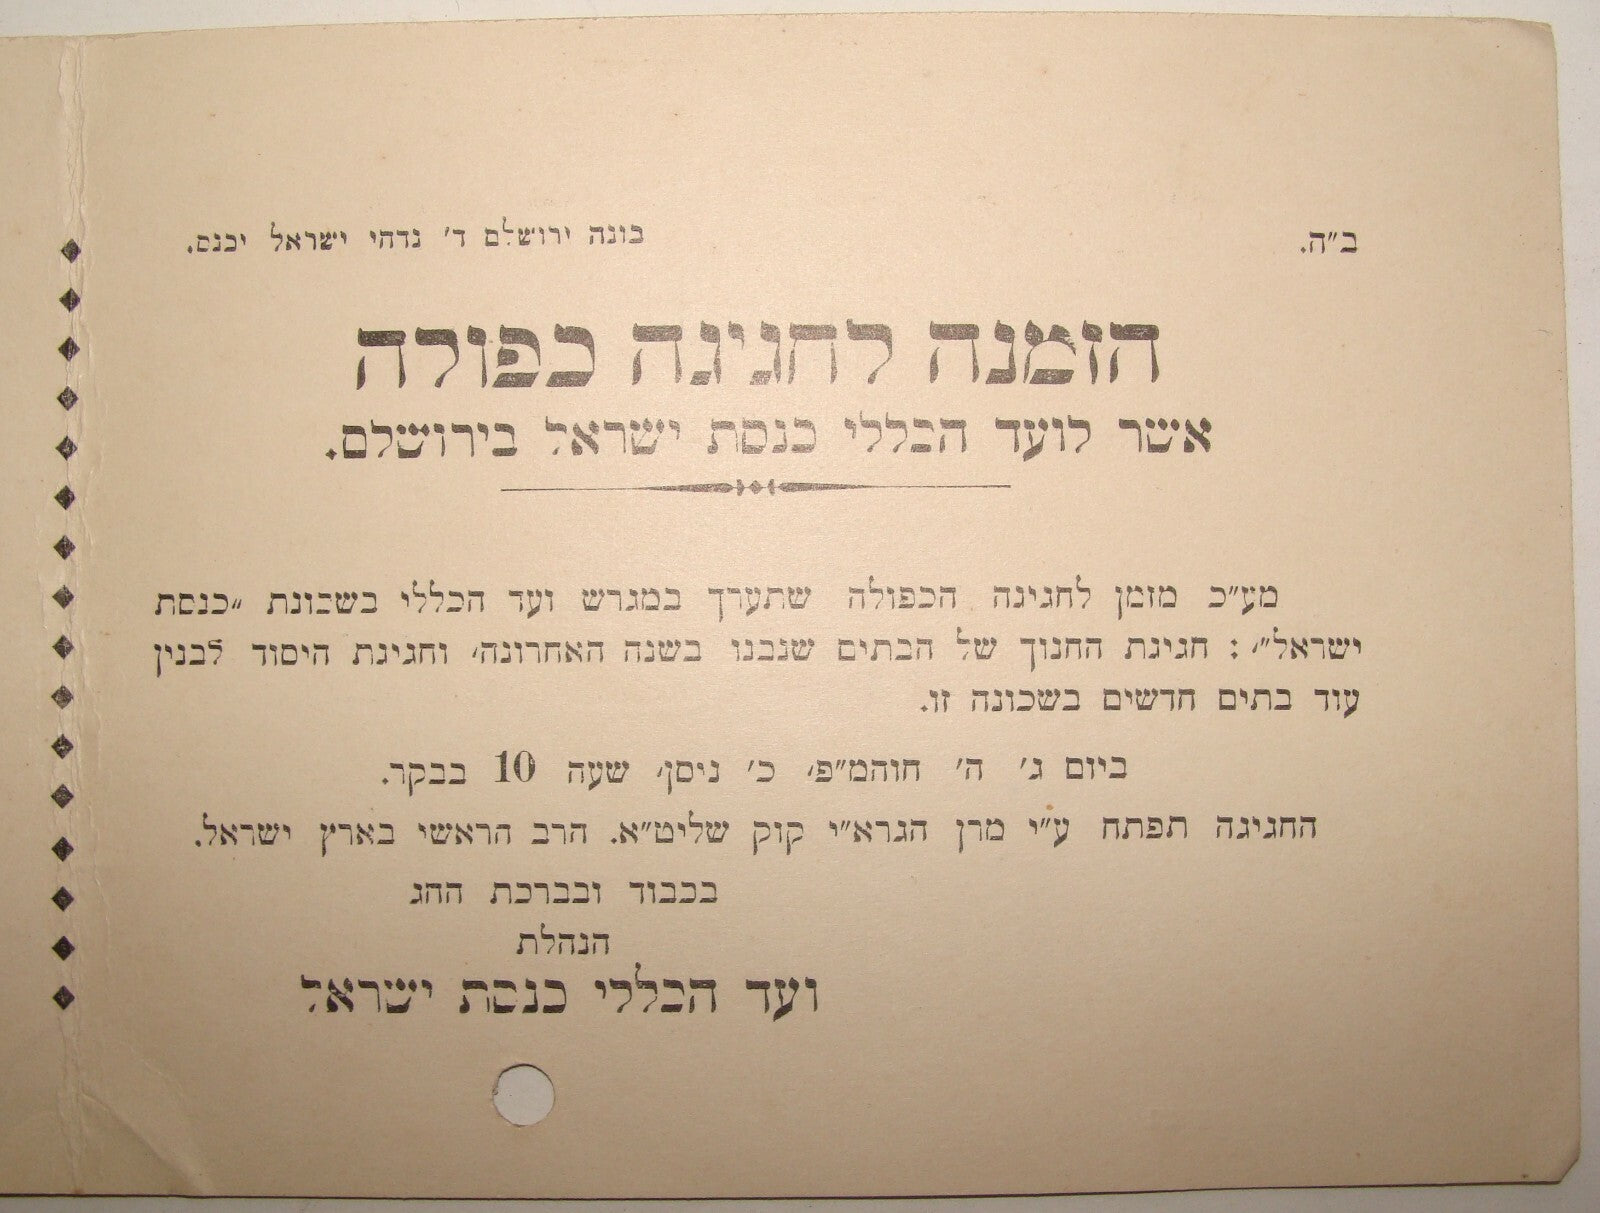 ב״ה. בונה ירושלם ד׳ נדחי ישראל יכנס.
הזמנה לחגיגה כפולה
אשר לועד הכללי כנסת ישראל בירושלם.
מע״כ מזמן לחגיגה הכפולה שתערך במגרש ועד הכללי בשכונת „כנסת
ישראל״, : חגיגת החנוך של הבתים שנבנו בשנה האחרונה, וחגיגת היסוד לבנין
עוד בתים חדשים בשכונה זו.
ביום ג׳ ה׳ חוהמ״פ, כ׳ ניסן, שעה 10 בבקר.
החגיגה תפתח ע״י מרן הגרא״י קוק שליט״א. הרב הראשי בארץ ישראל.
בכבוד ובברכת החג
הנהלת
ועד הכללי כנסת ישראל